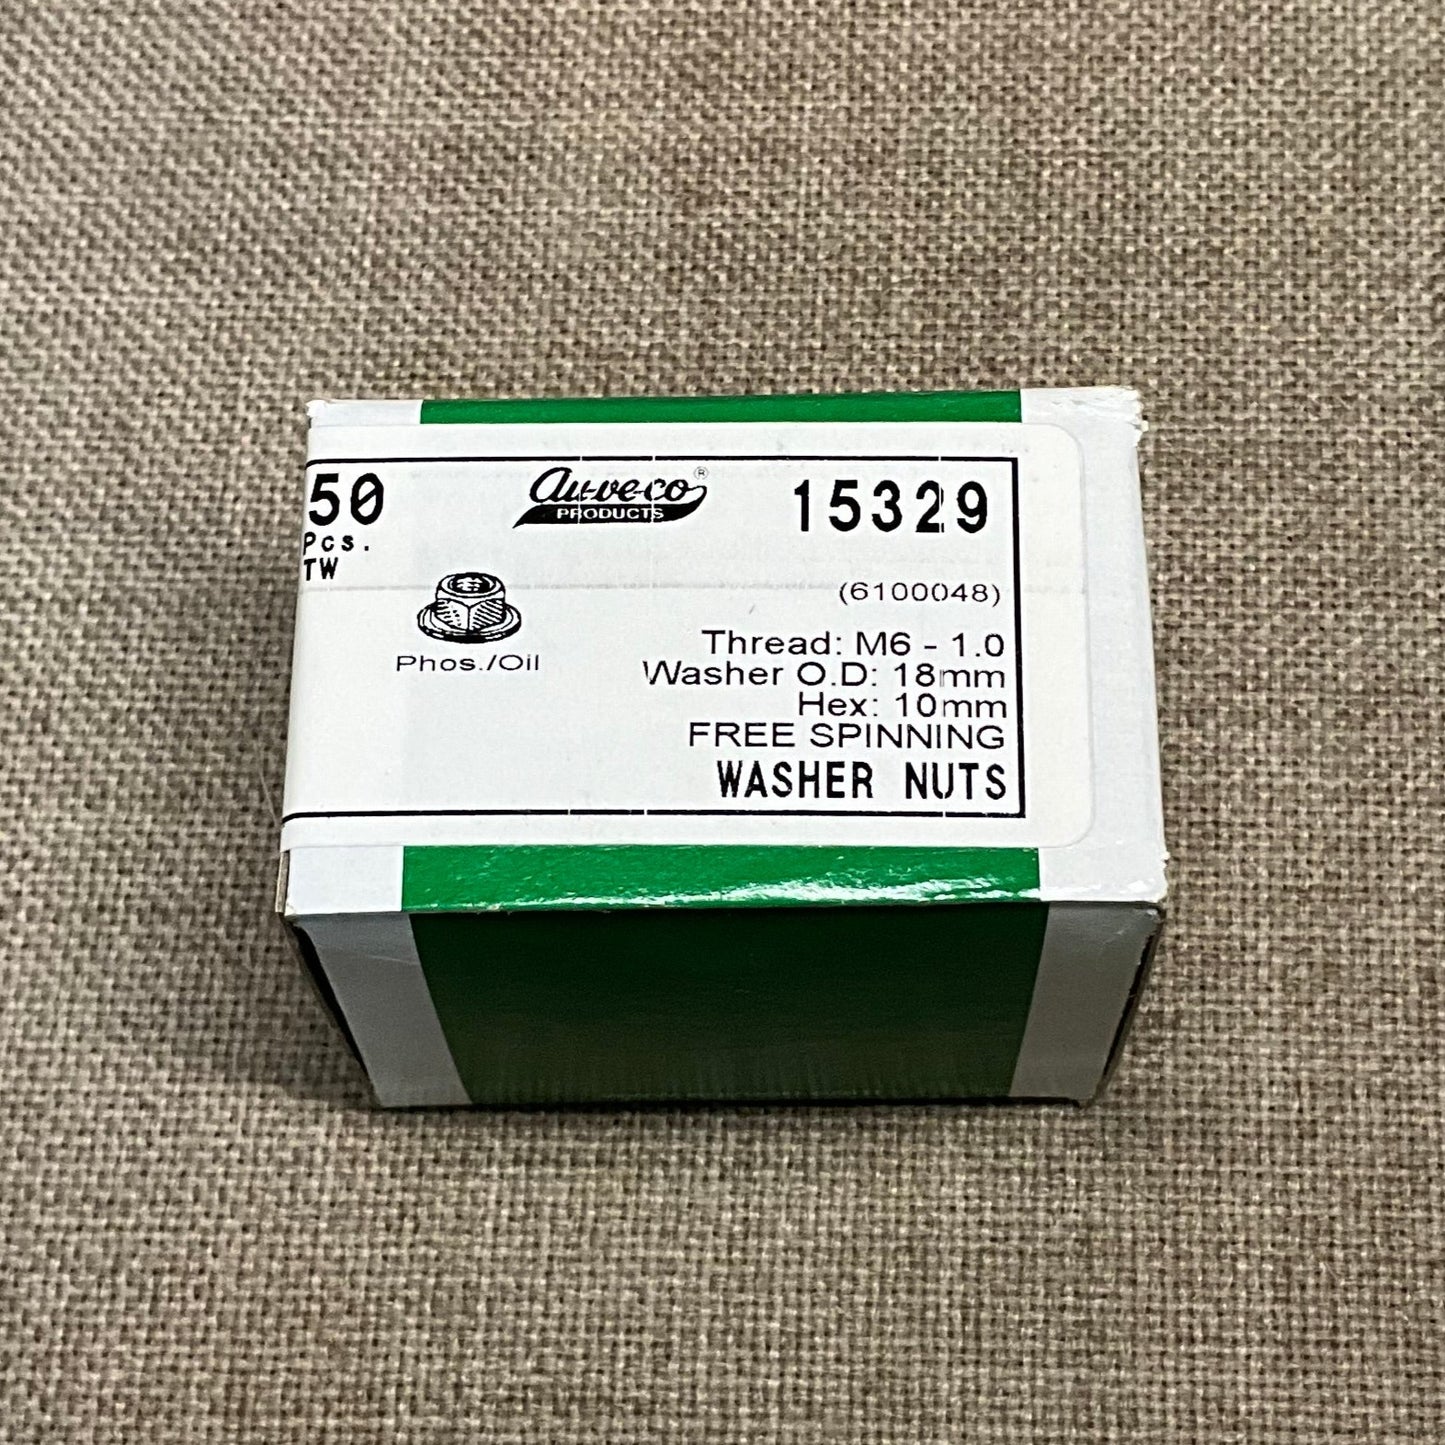 50
Pcs.
TW
au-ve-co®
PRODUCTS
15329
(6100048)
Phos./Oil
Thread: M6 - 1.0
Washer O.D: 18mm
Hex: 10mm
FREE SPINNING
WASHER NUTS